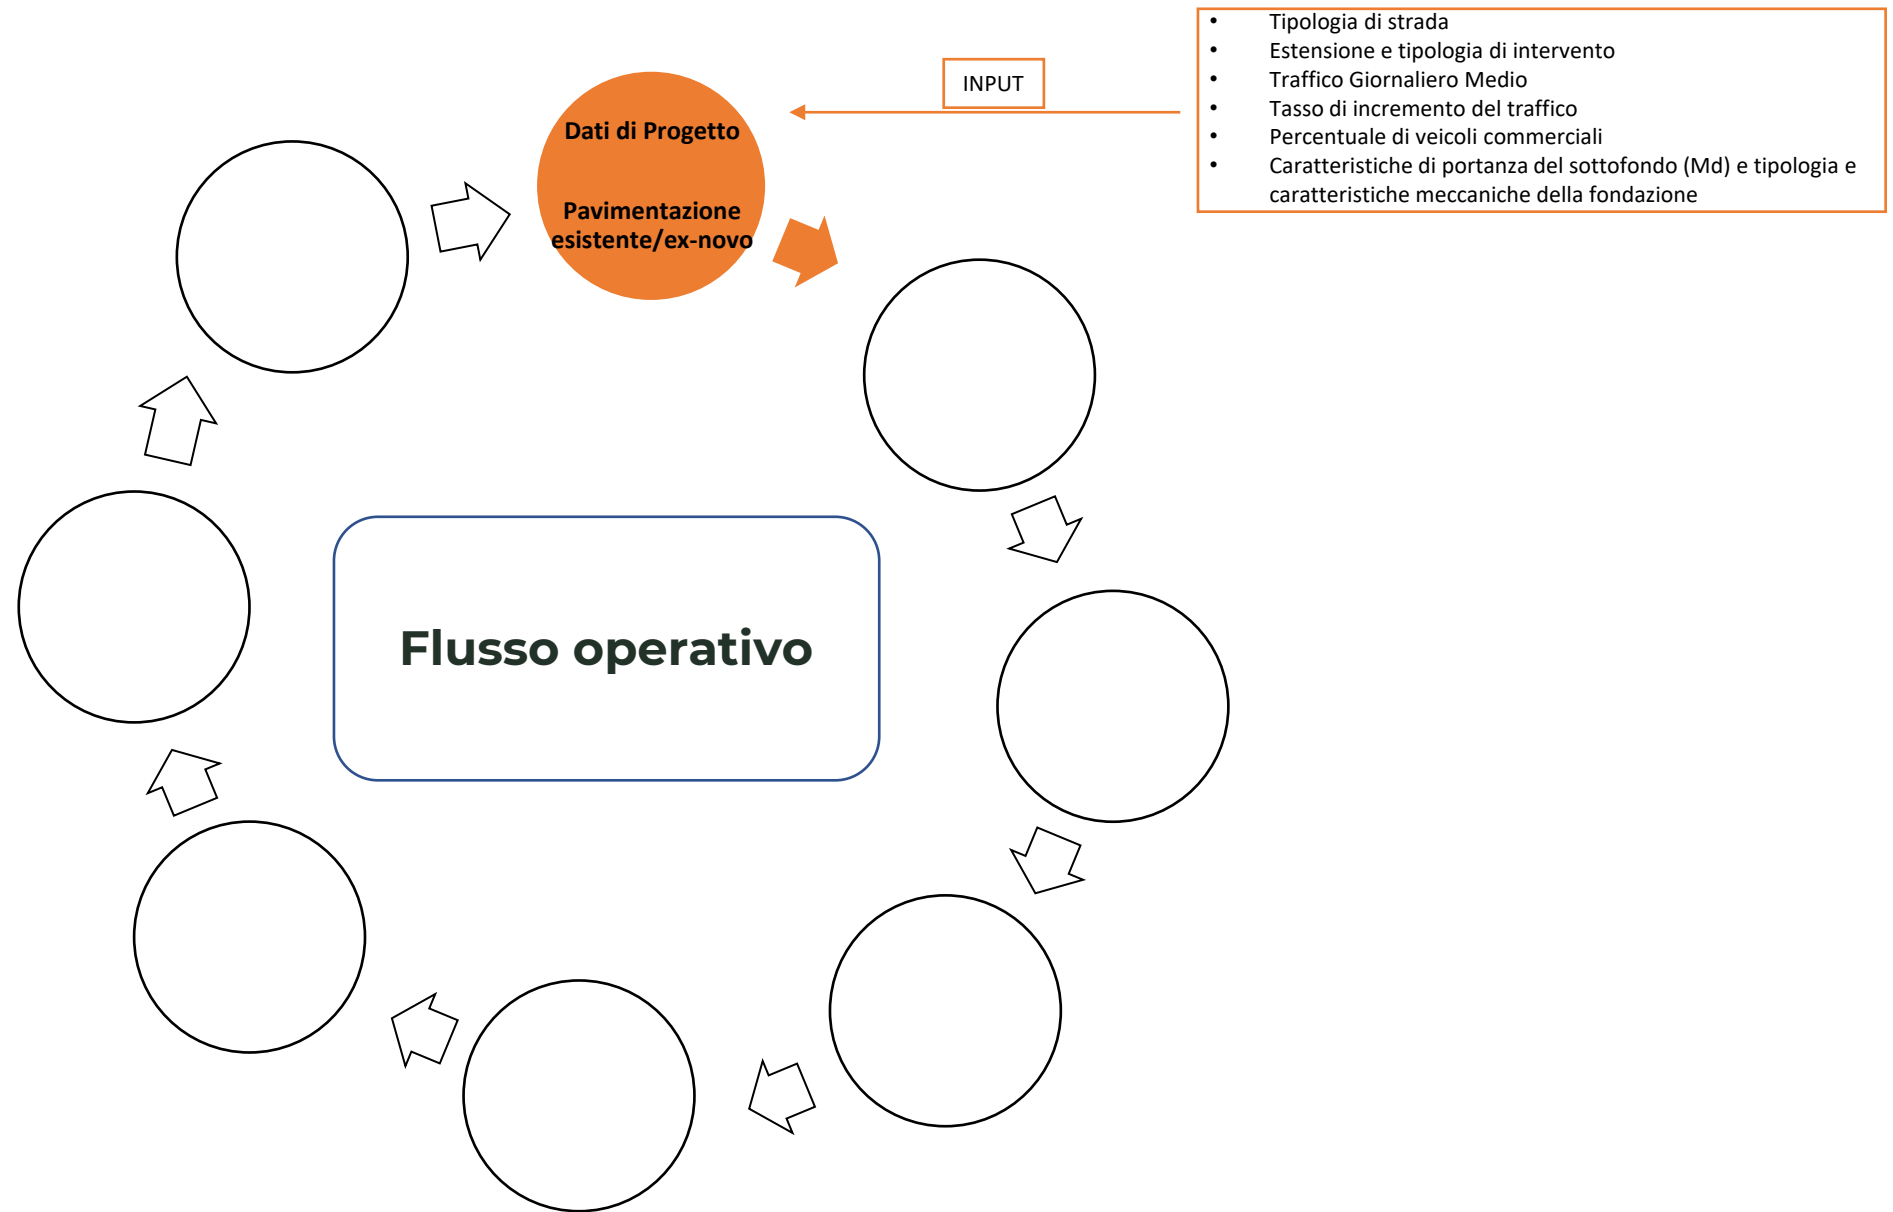 • Tipologia di strada
• Estensione e tipologia di intervento
• Traffico Giornaliero Medio
• Tasso di incremento del traffico
• Percentuale di veicoli commerciali
• Caratteristiche di portanza del sottofondo (Md) e tipologia e
caratteristiche meccaniche della fondazione
INPUT
Dati di Progetto
Pavimentazione
esistente/ex-novo
Flusso operativo